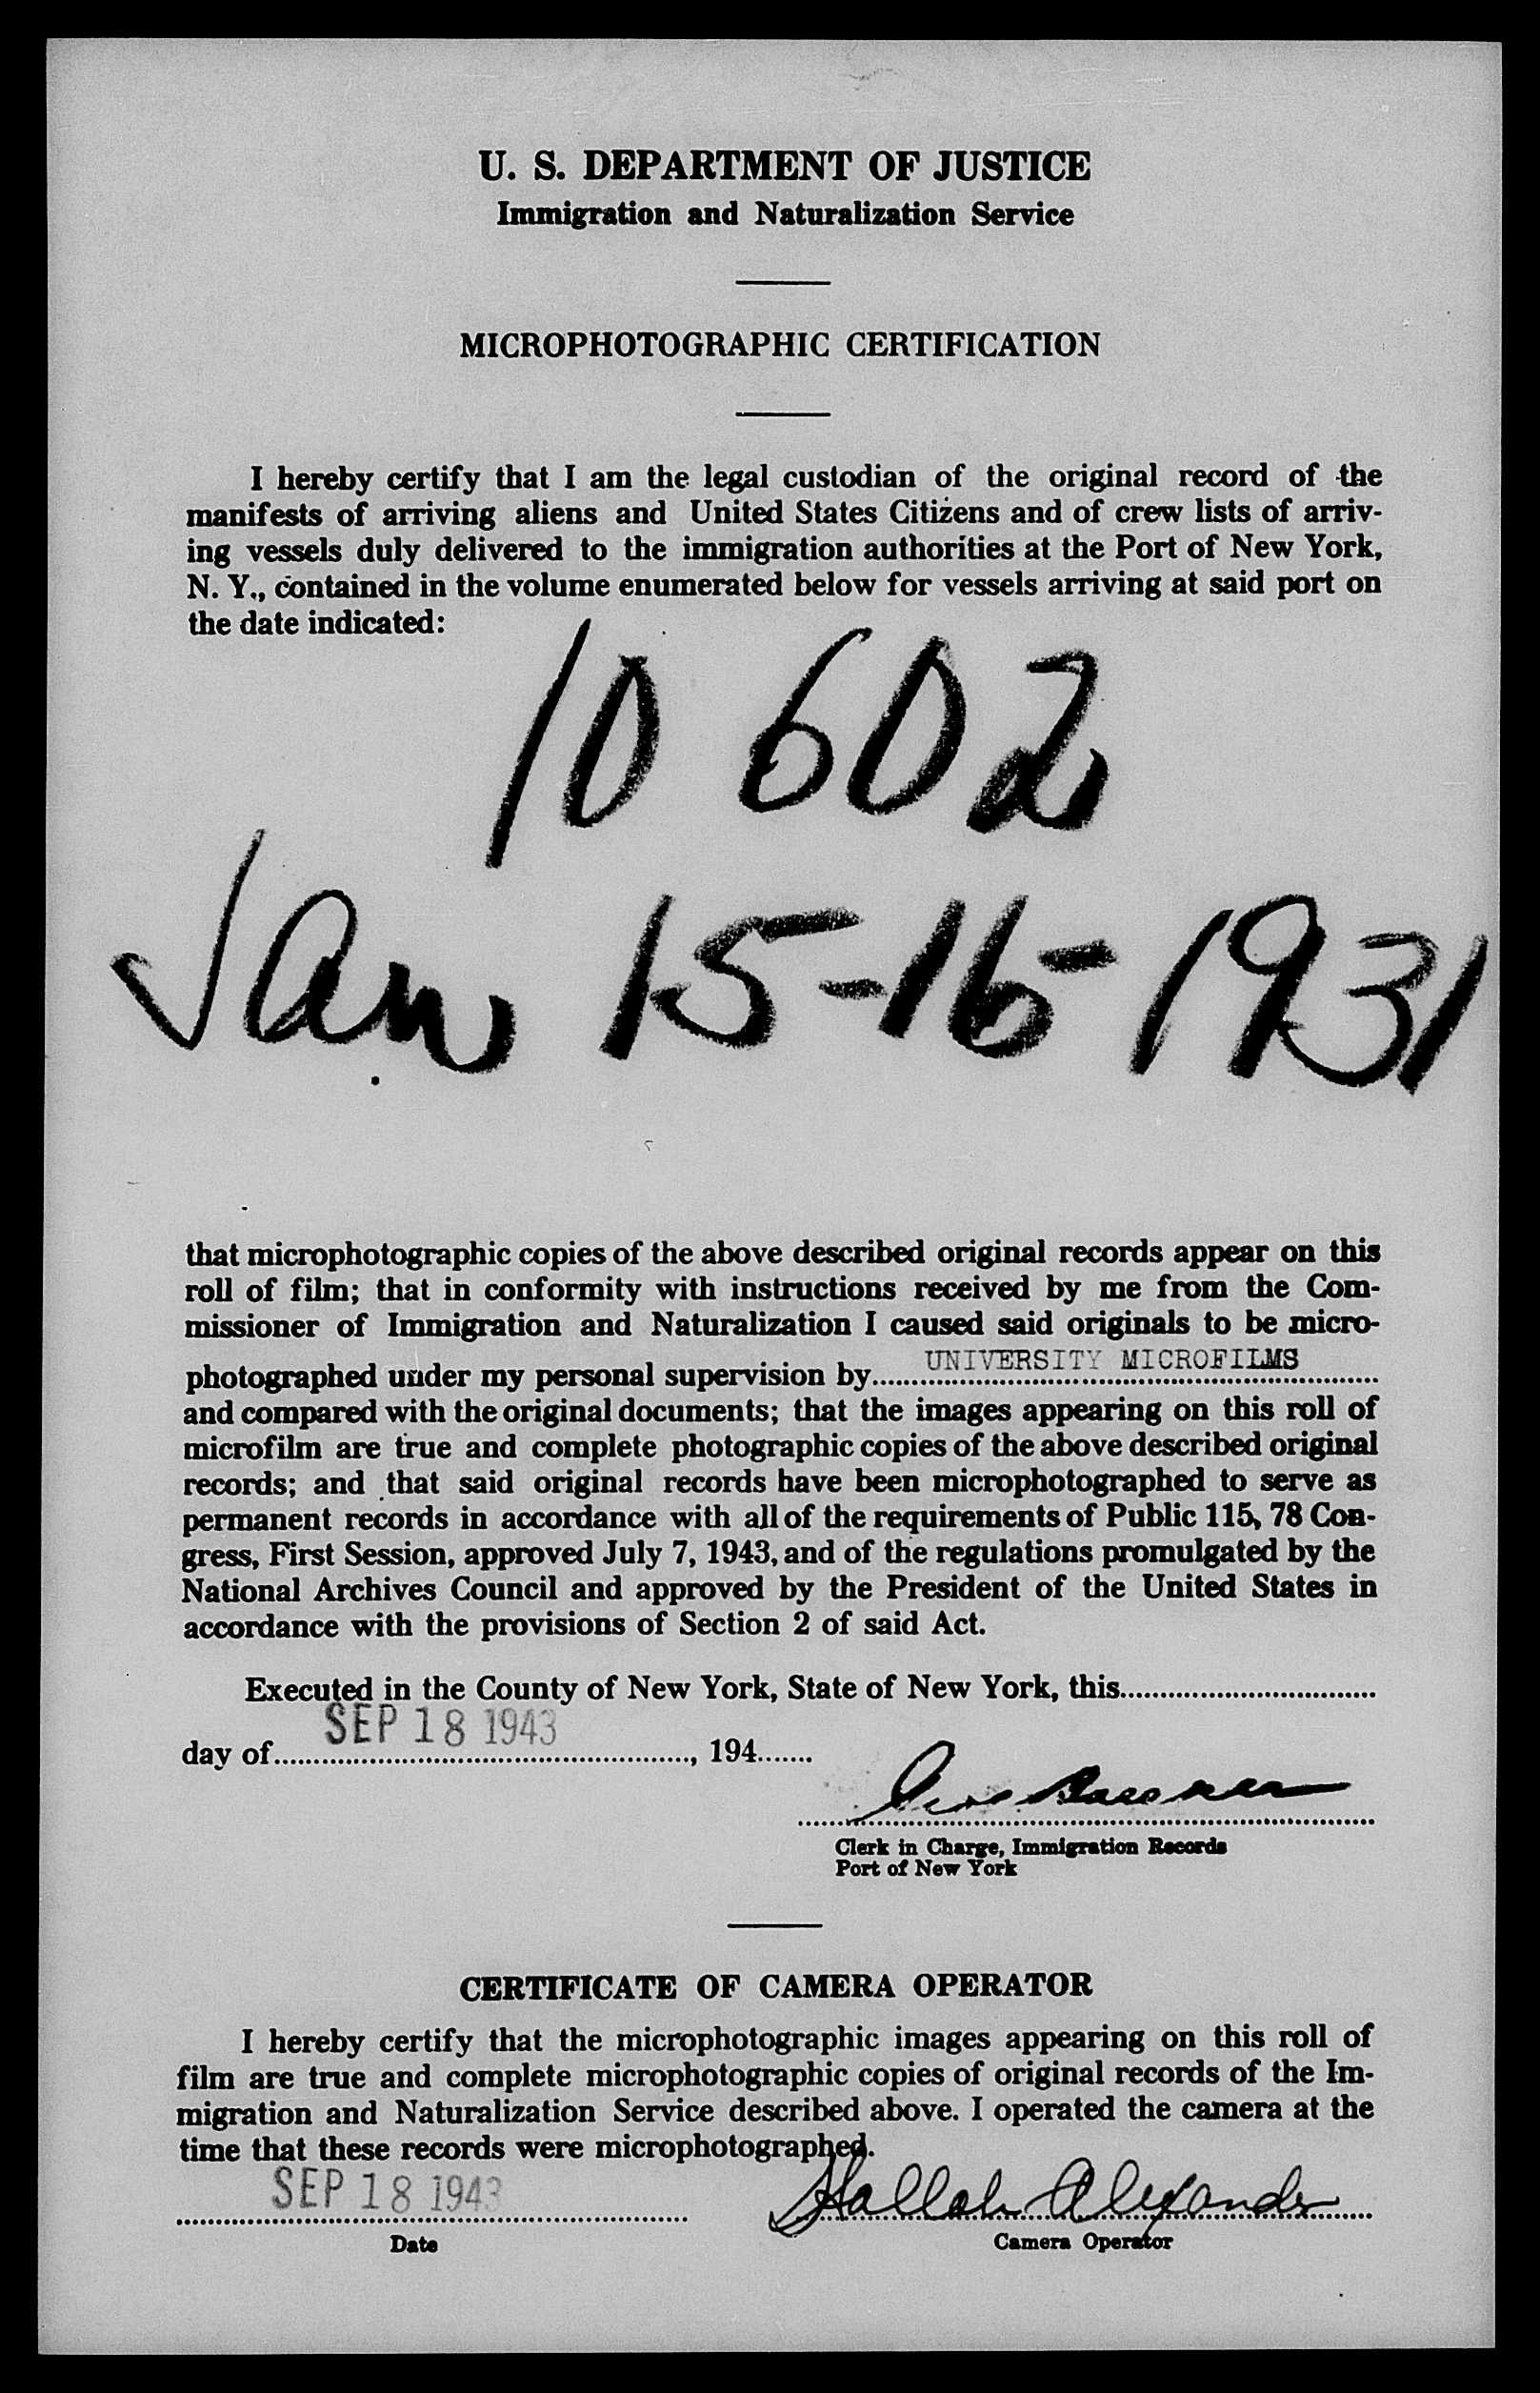 U. S. DEPARTMENT OF JUSTICE
Immigration and Naturalization Service
MICROPHOTOGRAPHIC CERTIFICATION
I hereby certify that I am the legal custodian of the original record of the
manifests of arriving aliens and United States Citizens and of crew lists of arriv-
ing vessels duly delivered to the immigration authorities at the Port of New York,
N. Y., contained in the volume enumerated below for vessels arriving at said port on
the date indicated:
10 602
Jan 15-16-1931
that microphotographic copies of the above described original records appear on this
roll of film; that in conformity with instructions received by me from the Com-
missioner of Immigration and Naturalization I caused said originals to be micro-
photographed under my personal supervision by UNIVERSITY MICROFILMS
and compared with the original documents; that the images appearing on this roll of
microfilm are true and complete photographic copies of the above described original
records; and that said original records have been microphotographed to serve as
permanent records in accordance with all of the requirements of Public 115, 78 Con-
gress, First Session, approved July 7, 1943, and of the regulations promulgated by the
National Archives Council and approved by the President of the United States in
accordance with the provisions of Section 2 of said Act.
Executed in the County of New York, State of New York, this
day of SEP 18 1943, 194
Geo.
Clerk in Charge, Immigration Records
Port of New York
CERTIFICATE OF CAMERA OPERATOR
I hereby certify that the microphotographic images appearing on this roll of
film are true and complete microphotographic copies of original records of the Im-
migration and Naturalization Service described above. I operated the camera at the
time that these records were microphotographed.
SEP 18 1943 Alexander
Date Camera Operator